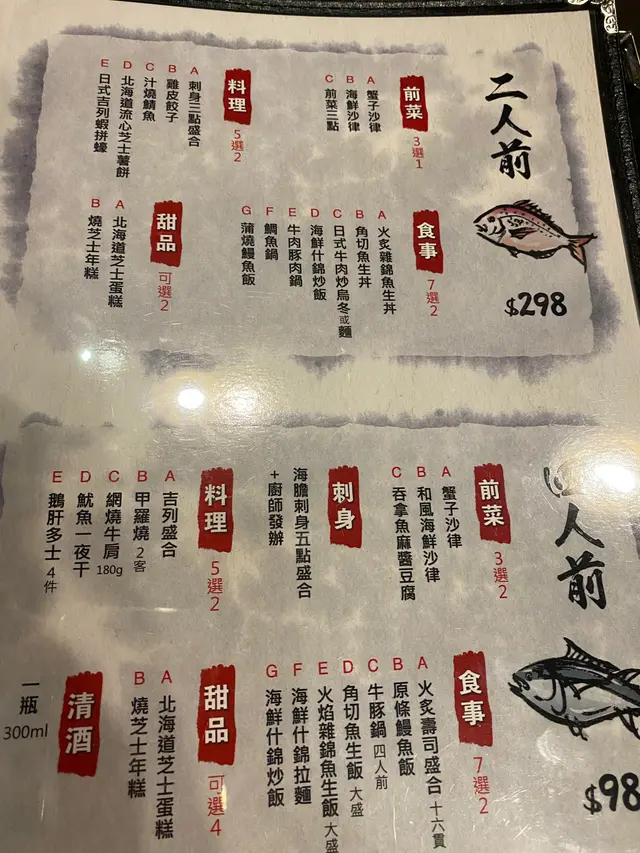 二人前
$298
前菜 3選1
A 蟹子沙律
B 海鮮沙律
C 前菜三點
料理 5選2
A 刺身三點盛合
B 雞皮餃子
C 汁燒鯖魚
D 北海道流心芝士薯餅
E 日式吉列蝦拼蠔
食事 7選2
A 火炙雜錦魚生丼
B 角切魚生丼
C 日式牛肉炒烏冬或麵
D 海鮮什錦炒飯
E 牛肉豚肉鍋
F 鯛魚鍋
G 蒲燒鰻魚飯
甜品 可選2
A 北海道芝士蛋糕
B 燒芝士年糕
四人前
$98
前菜 3選2
A 蟹子沙律
B 和風海鮮沙律
C 吞拿魚麻醬豆腐
刺身
海膽刺身五點盛合
+廚師發辦
料理 5選2
A 吉列盛合
B 甲羅燒 2客
C 網燒牛肩 180g
D 魷魚一夜干
E 鵝肝多士 4件
食事 7選2
A 火炙壽司盛合 十六貫
B 原條鰻魚飯
C 牛豚鍋 四人前
D 角切魚生飯 大盛
E 火焰雜錦魚生飯 大盛
F 海鮮什錦拉麵
G 海鮮什錦炒飯
甜品 可選4
A 北海道芝士蛋糕
B 燒芝士年糕
清酒
一瓶
300ml